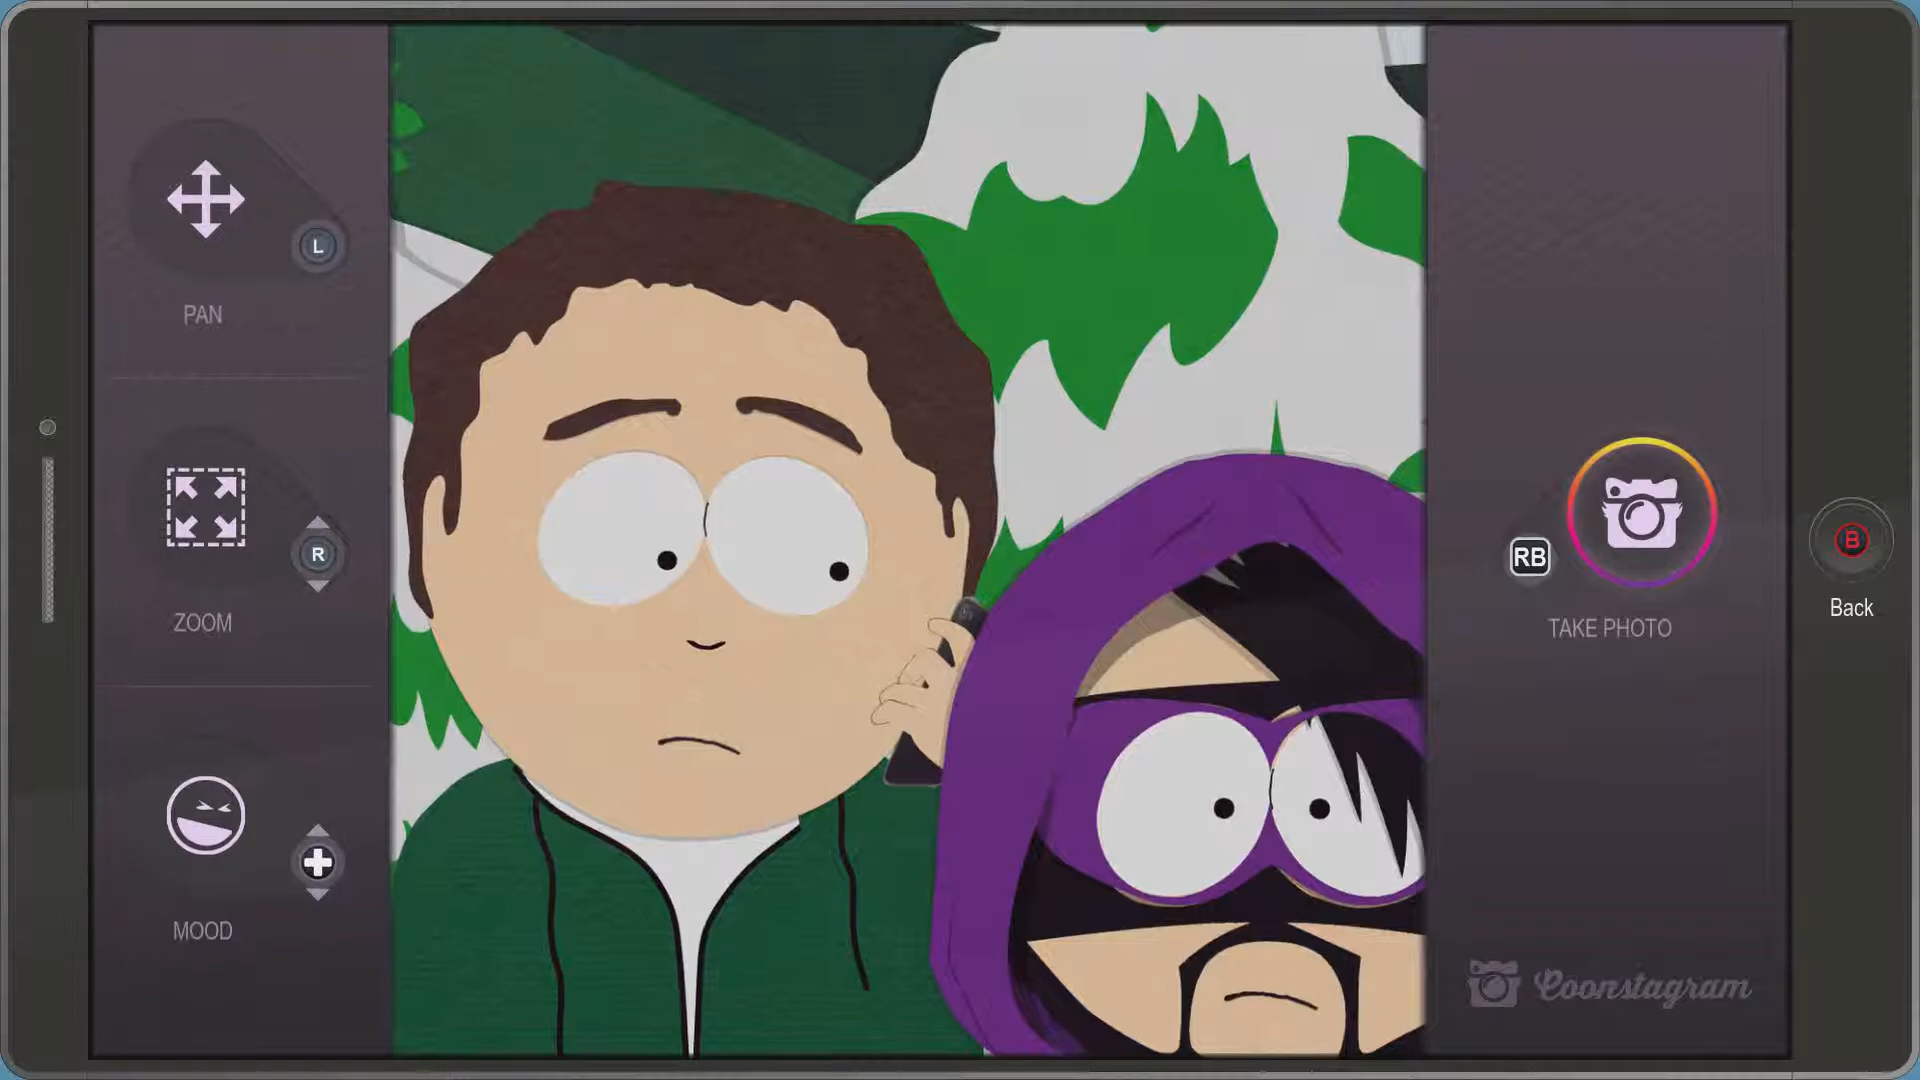 L
PAN
R
ZOOM
MOOD
RB
TAKE PHOTO
B
Back
Coonstagram